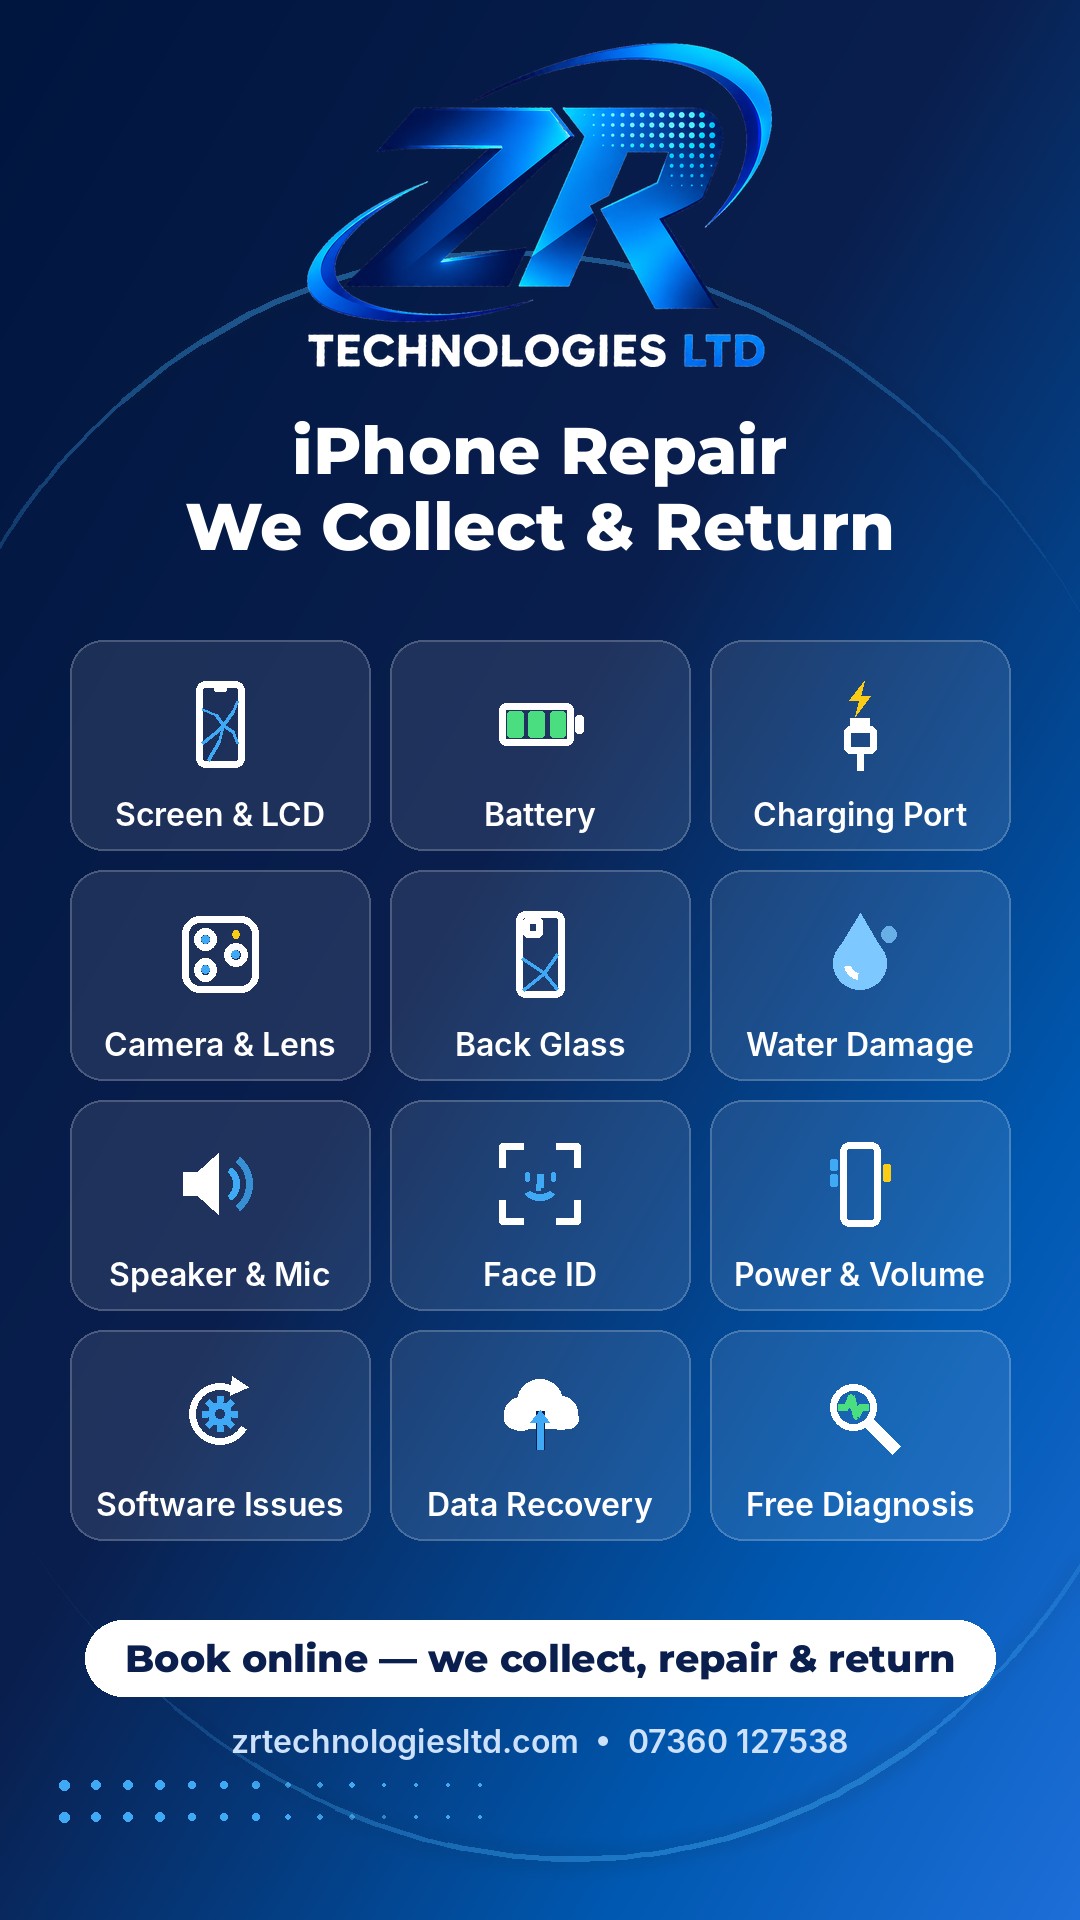 ZR
TECHNOLOGIES LTD
iPhone Repair
We Collect & Return
Screen & LCD
Battery
Charging Port
Camera & Lens
Back Glass
Water Damage
Speaker & Mic
Face ID
Power & Volume
Software Issues
Data Recovery
Free Diagnosis
Book online — we collect, repair & return
zrtechnologiesltd.com • 07360 127538